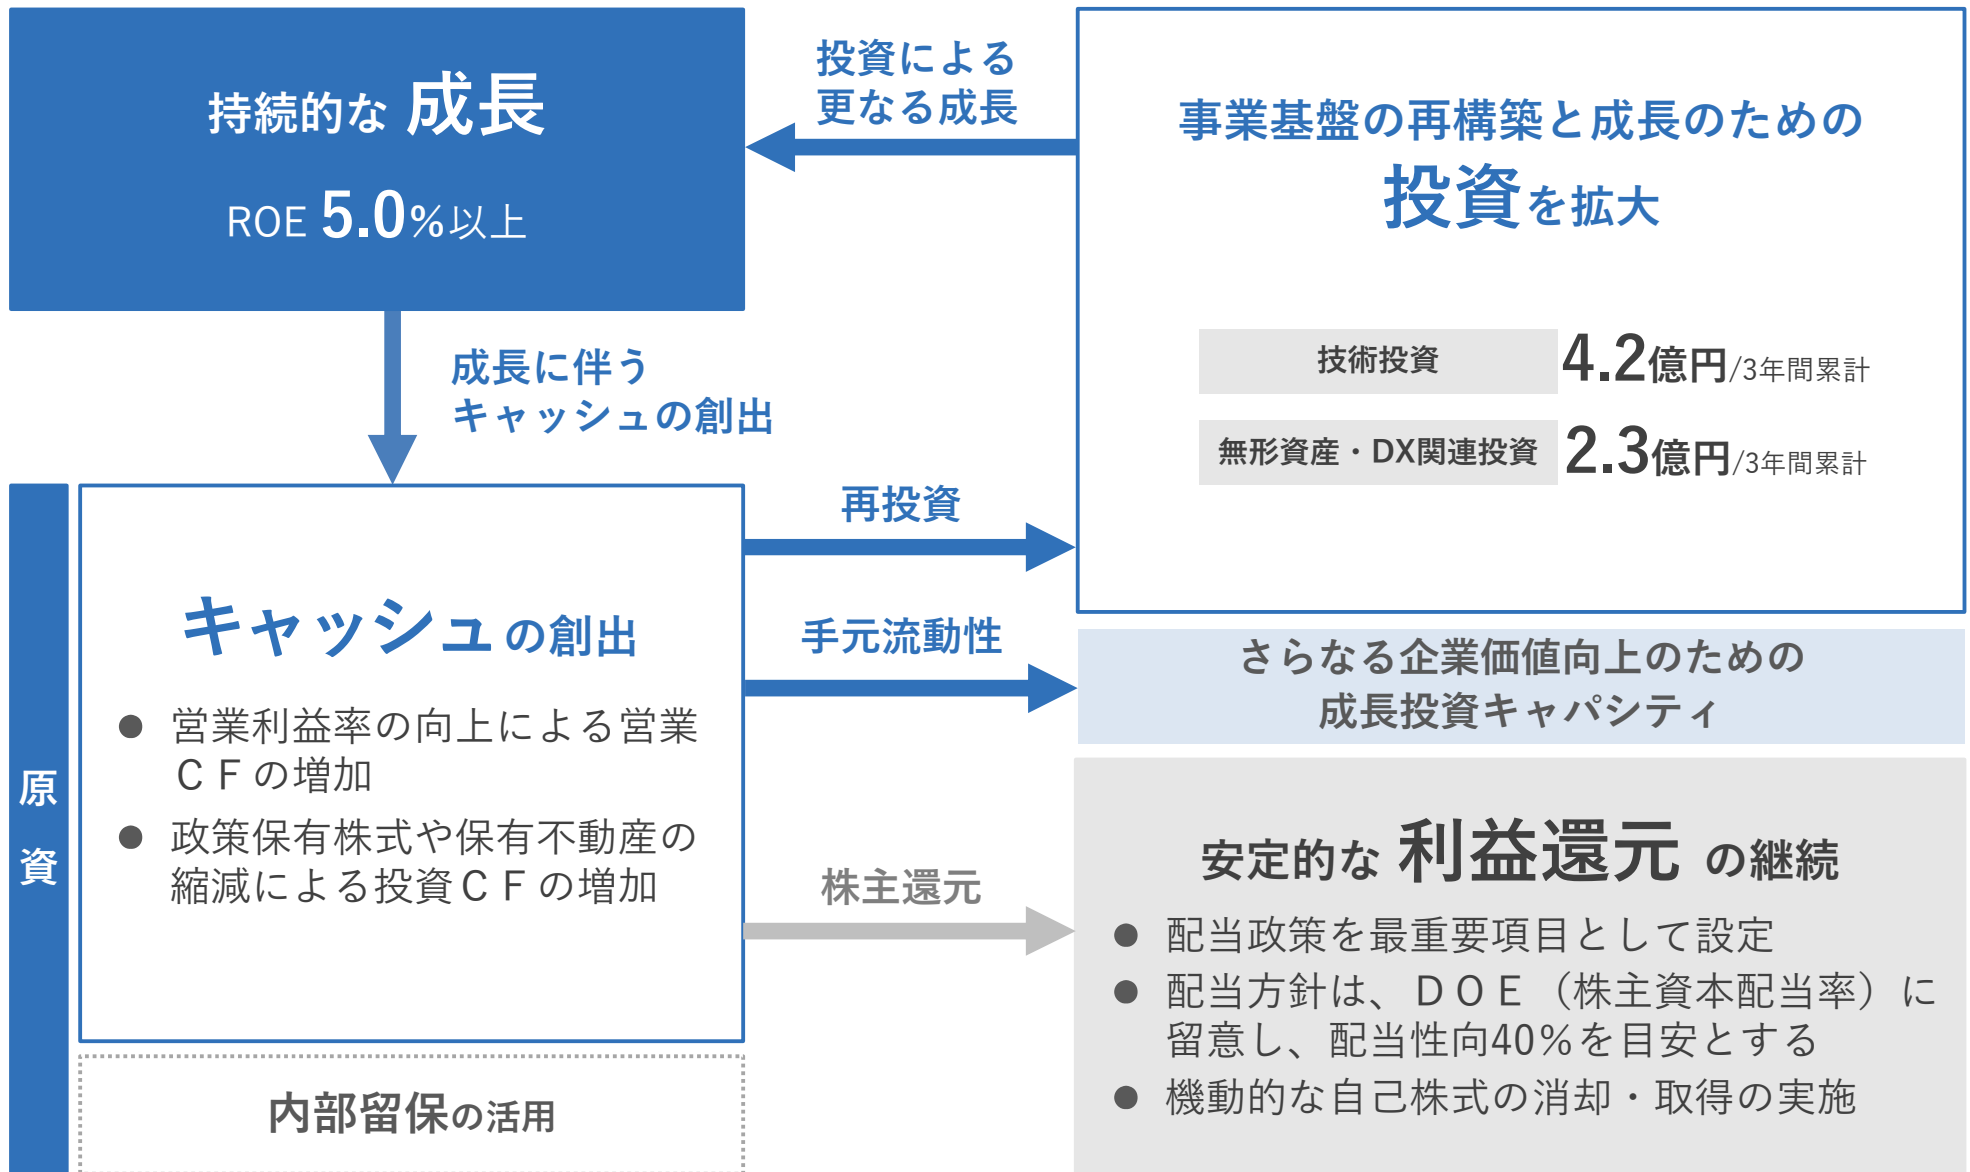 持続的な 成長
ROE 5.0%以上
投資による
更なる成長
事業基盤の再構築と成長のための
投資を拡大
技術投資 4.2億円/3年間累計
無形資産・DX関連投資 2.3億円/3年間累計
成長に伴う
キャッシュの創出
原資
キャッシュの創出
● 営業利益率の向上による営業
ＣＦの増加
● 政策保有株式や保有不動産の
縮減による投資ＣＦの増加
内部留保の活用
再投資
手元流動性
株主還元
さらなる企業価値向上のための
成長投資キャパシティ
安定的な 利益還元 の継続
● 配当政策を最重要項目として設定
● 配当方針は、ＤＯＥ（株主資本配当率）に
留意し、配当性向40％を目安とする
● 機動的な自己株式の消却・取得の実施